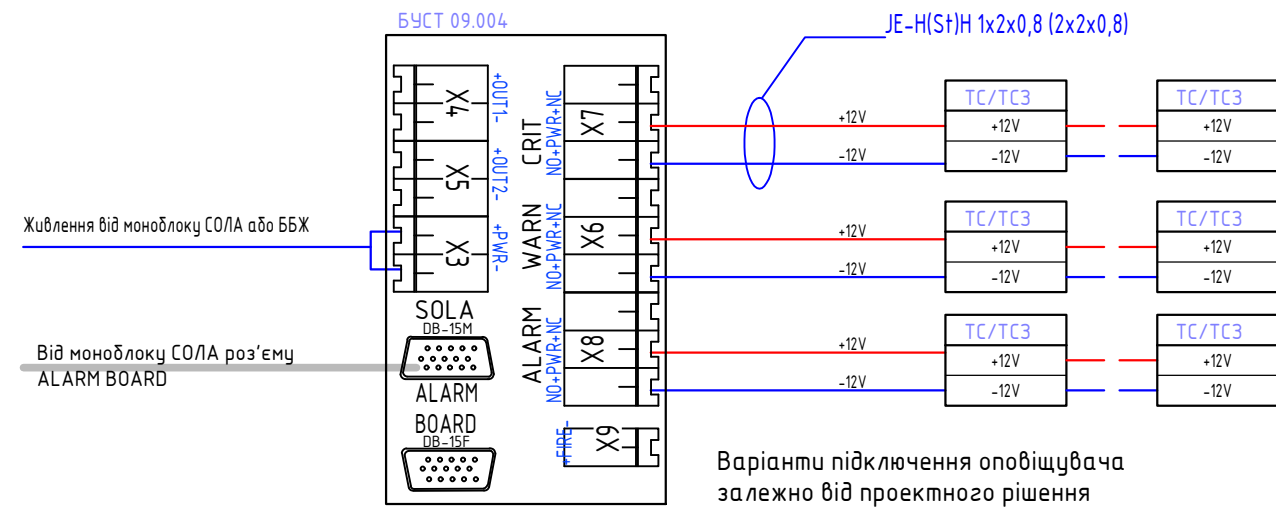 БУСТ 09.004
JE-H(St)H 1x2x0,8 (2x2x0,8)
X4
+OUT1-
X5
+OUT2-
X3
+PWR-
CRIT
NO+PWR+NC
X7
WARN
NO+PWR+NC
X6
ALARM
NO+PWR+NC
X8
+FIRE-
X9
SOLA
DB-15M
ALARM
BOARD
DB-15F
Живлення від моноблоку СОЛА або ББЖ
Від моноблоку СОЛА роз'єму
ALARM BOARD
+12V
-12V
TC/TC3
+12V
-12V
TC/TC3
+12V
-12V
+12V
-12V
TC/TC3
+12V
-12V
TC/TC3
+12V
-12V
+12V
-12V
TC/TC3
+12V
-12V
TC/TC3
+12V
-12V
Варіанти підключення оповіщувача
залежно від проектного рішення